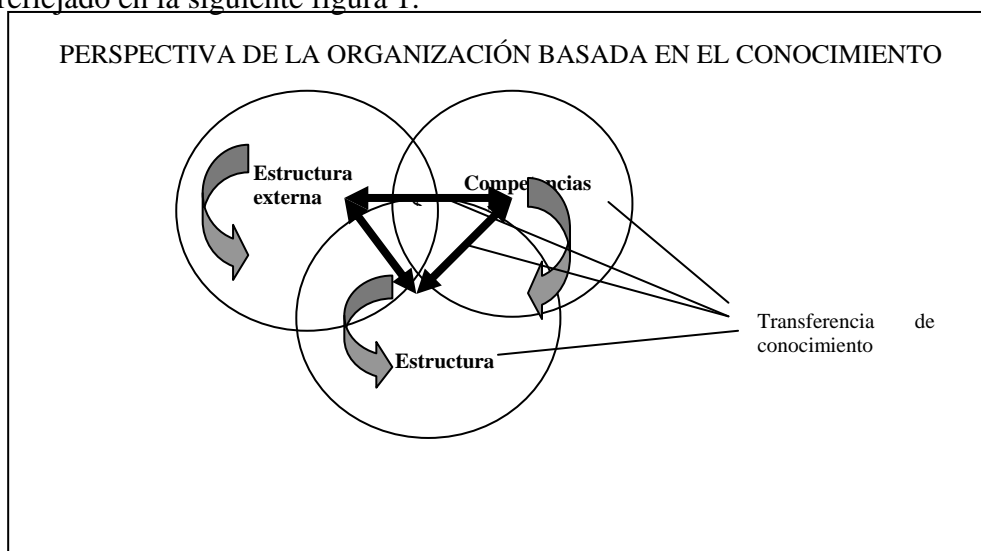 reflejado en la siguiente figura 1.
PERSPECTIVA DE LA ORGANIZACIÓN BASADA EN EL CONOCIMIENTO
Estructura
externa
Competencias
Transferencia de
conocimiento
Estructura